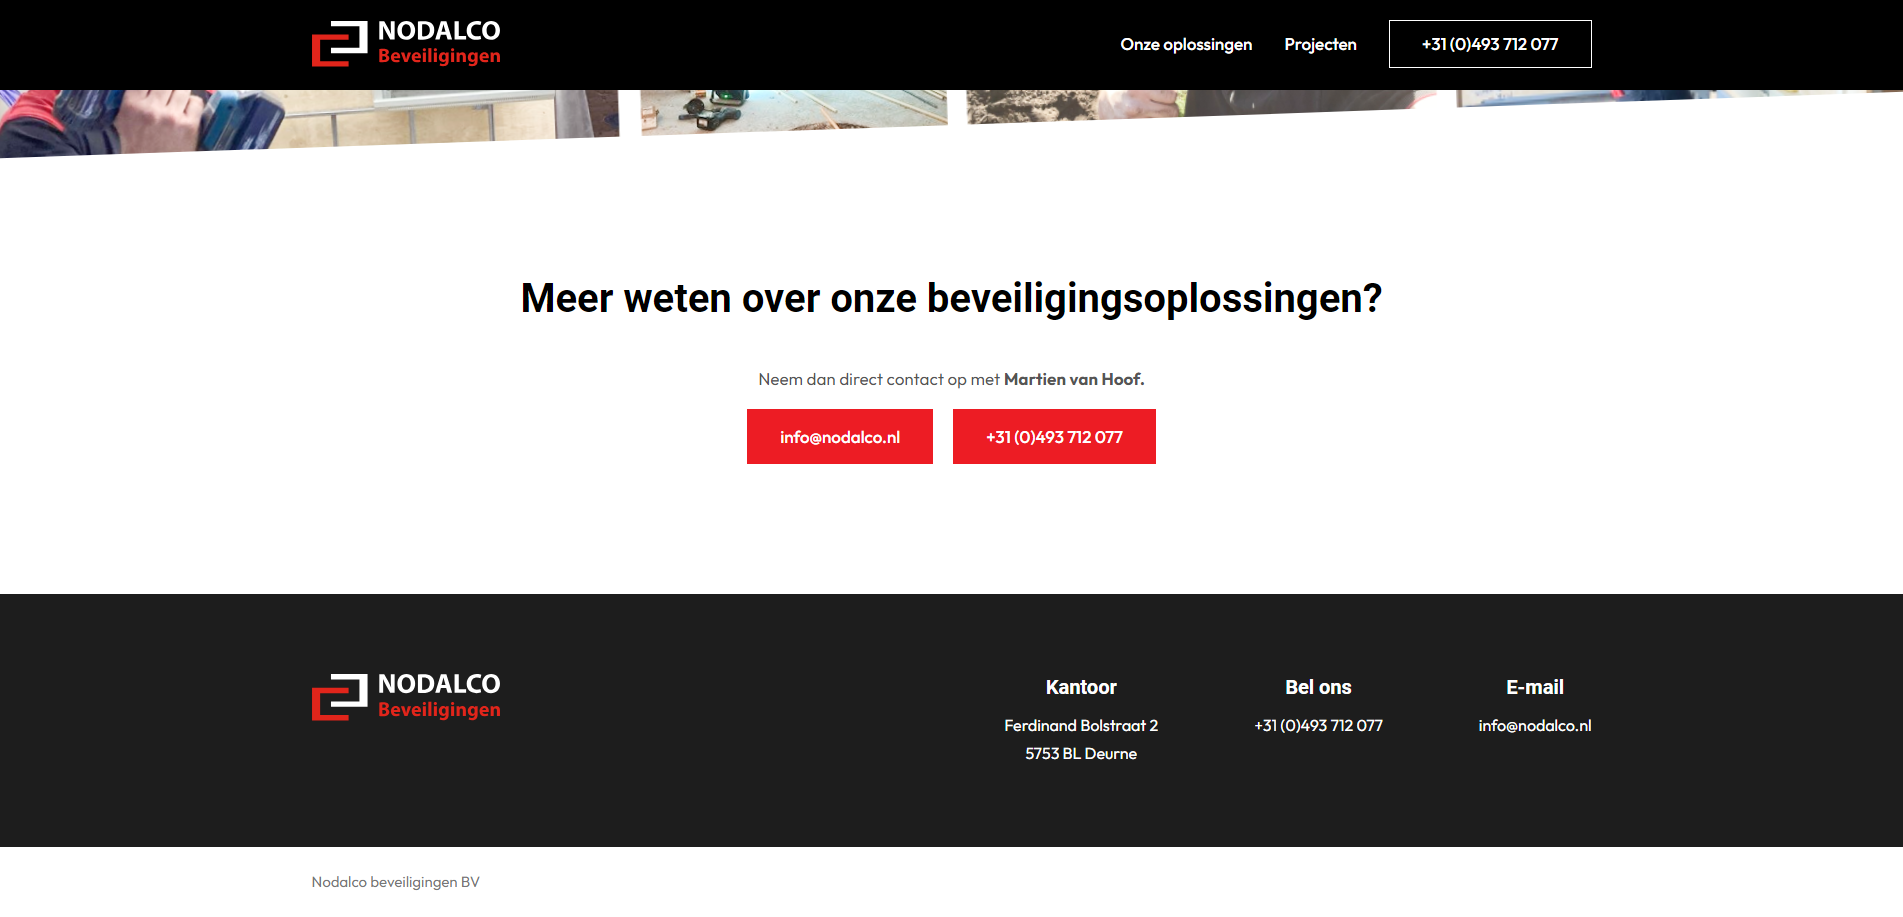 NODALCO
Beveiligingen
Onze oplossingen
Projecten
+31 (0)493 712 077
Meer weten over onze beveiligingsoplossingen?
Neem dan direct contact op met Martien van Hoof.
info@nodalco.nl
+31 (0)493 712 077
NODALCO
Beveiligingen
Kantoor
Ferdinand Bolstraat 2
5753 BL Deurne
Bel ons
+31 (0)493 712 077
E-mail
info@nodalco.nl
Nodalco beveiligingen BV